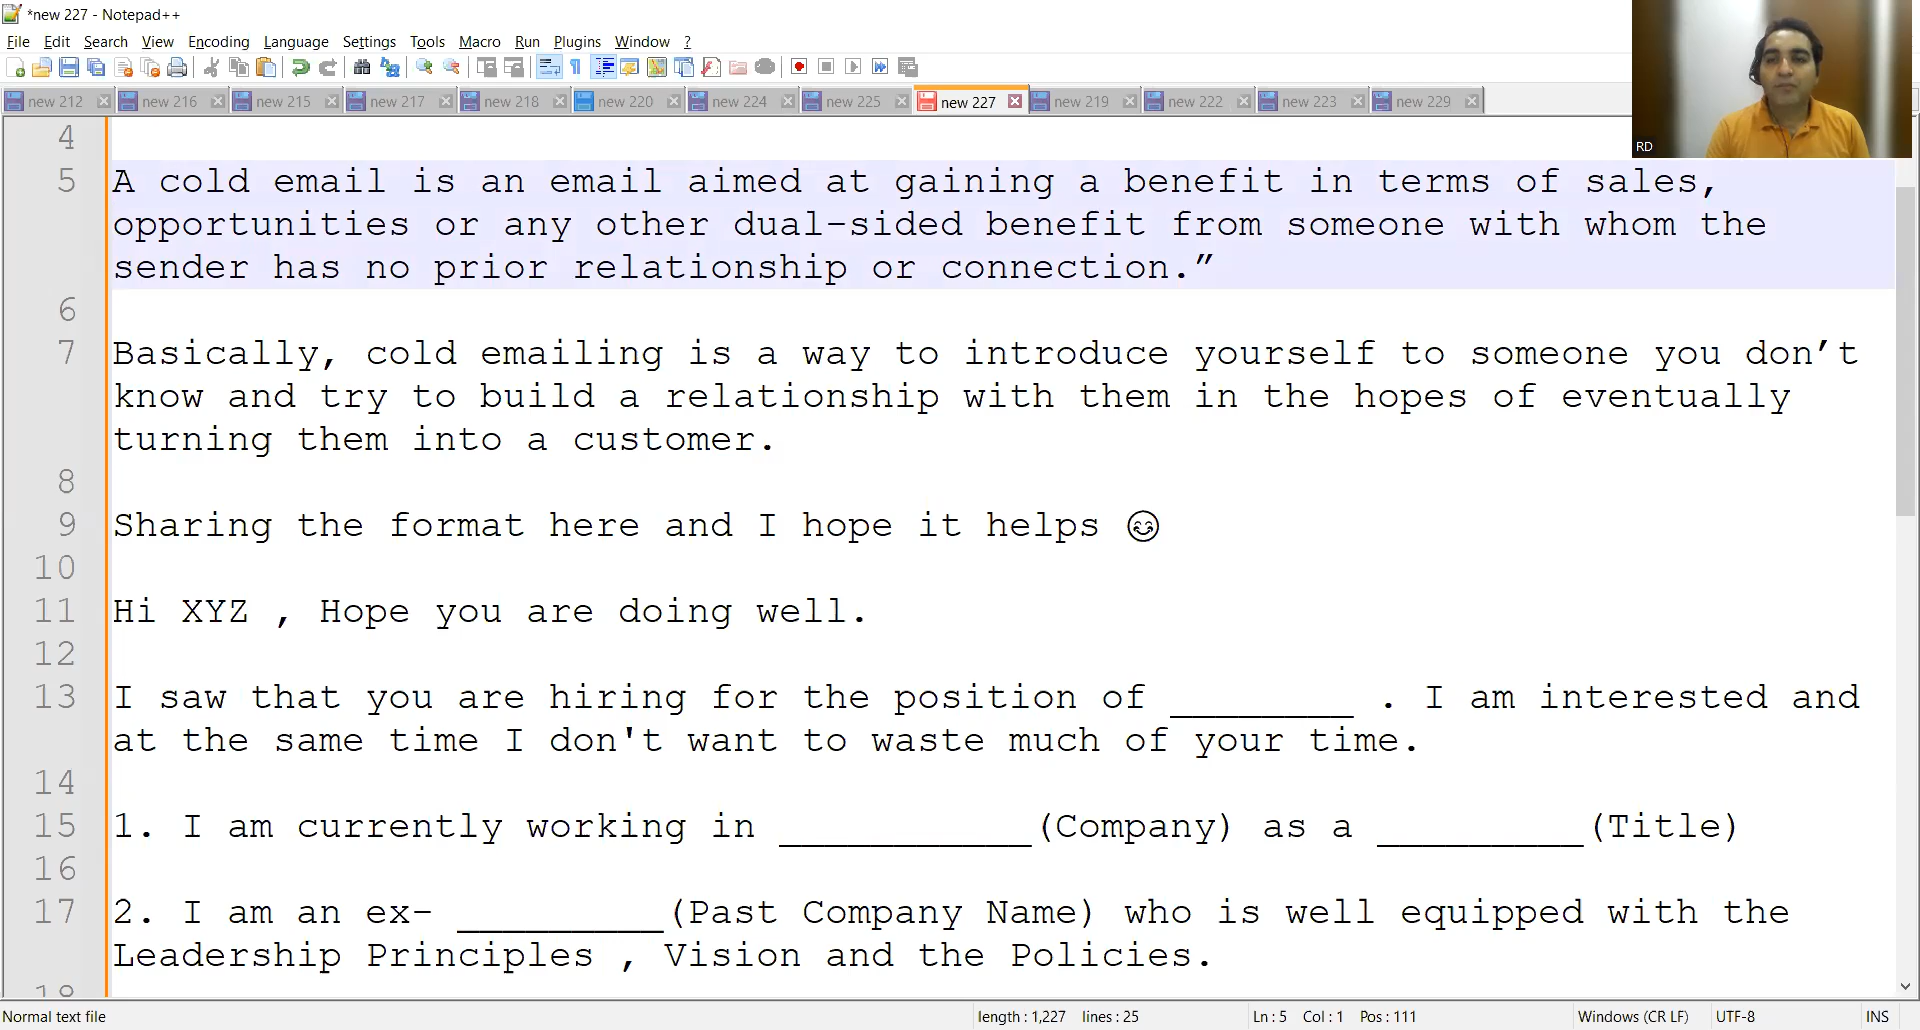 *new 227 - Notepad++
File Edit Search View Encoding Language Settings Tools Macro Run Plugins Window ?
new 212 new 216 new 215 new 217 new 218 new 220 new 224 new 225 new 227 new 219 new 222 new 223 new 229
RD
4
5 A cold email is an email aimed at gaining a benefit in terms of sales,
opportunities or any other dual-sided benefit from someone with whom the
sender has no prior relationship or connection.”
6
7 Basically, cold emailing is a way to introduce yourself to someone you don’t
know and try to build a relationship with them in the hopes of eventually
turning them into a customer.
8
9 Sharing the format here and I hope it helps 😊
10
11 Hi XYZ , Hope you are doing well.
12
13 I saw that you are hiring for the position of ________ . I am interested and
at the same time I don't want to waste much of your time.
14
15 1. I am currently working in ___________(Company) as a _________(Title)
16
17 2. I am an ex- _________(Past Company Name) who is well equipped with the
Leadership Principles , Vision and the Policies.
18
Normal text file length : 1,227 lines : 25 Ln : 5 Col : 1 Pos : 111 Windows (CR LF) UTF-8 INS